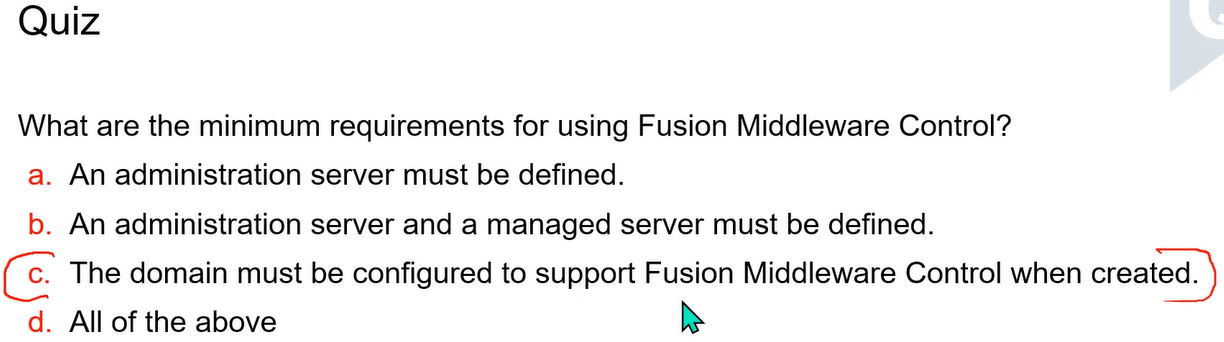 Quiz
What are the minimum requirements for using Fusion Middleware Control?
a. An administration server must be defined.
b. An administration server and a managed server must be defined.
c. The domain must be configured to support Fusion Middleware Control when created.
d. All of the above